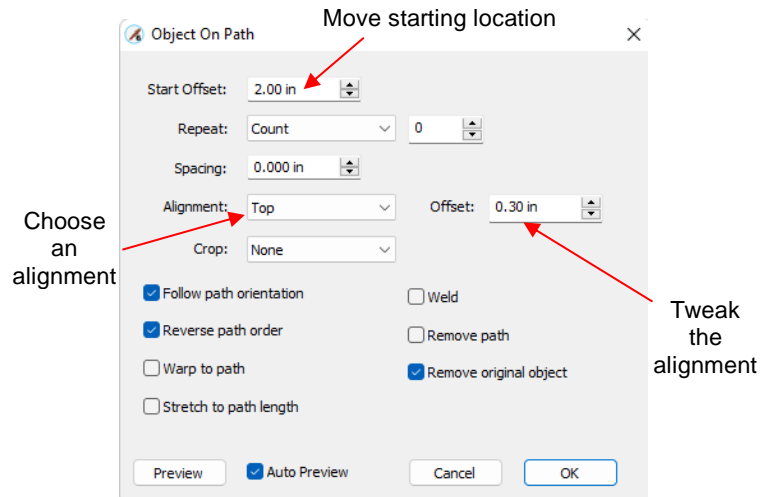 Move starting location
Object On Path
Start Offset: 2.00 in
Repeat: Count 0
Spacing: 0.000 in
Alignment: Top Offset: 0.30 in
Choose
an
alignment
Crop: None
Follow path orientation Weld
Reverse path order Remove path
Warp to path Remove original object
Stretch to path length
Tweak
the
alignment
Preview Auto Preview Cancel OK